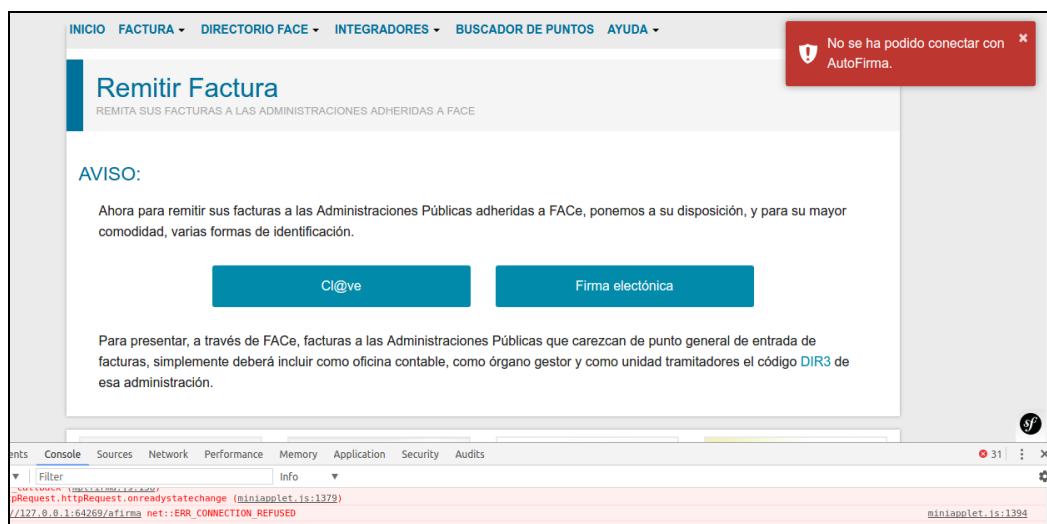 INICIO FACTURA DIRECTORIO FACE INTEGRADORES BUSCADOR DE PUNTOS AYUDA
No se ha podido conectar con
AutoFirma.
Remitir Factura
REMITA SUS FACTURAS A LAS ADMINISTRACIONES ADHERIDAS A FACE
AVISO:
Ahora para remitir sus facturas a las Administraciones Públicas adheridas a FACe, ponemos a su disposición, y para su mayor
comodidad, varias formas de identificación.
Cl@ve Firma electónica
Para presentar, a través de FACe, facturas a las Administraciones Públicas que carezcan de punto general de entrada de
facturas, simplemente deberá incluir como oficina contable, como órgano gestor y como unidad tramitadores el código DIR3 de
esa administración.
sf
ents Console Sources Network Performance Memory Application Security Audits 31
Filter Info
pRequest.httpRequest.onreadystatechange (miniapplet.js:1379)
//127.0.0.1:64269/afirma net::ERR_CONNECTION_REFUSED miniapplet.js:1394